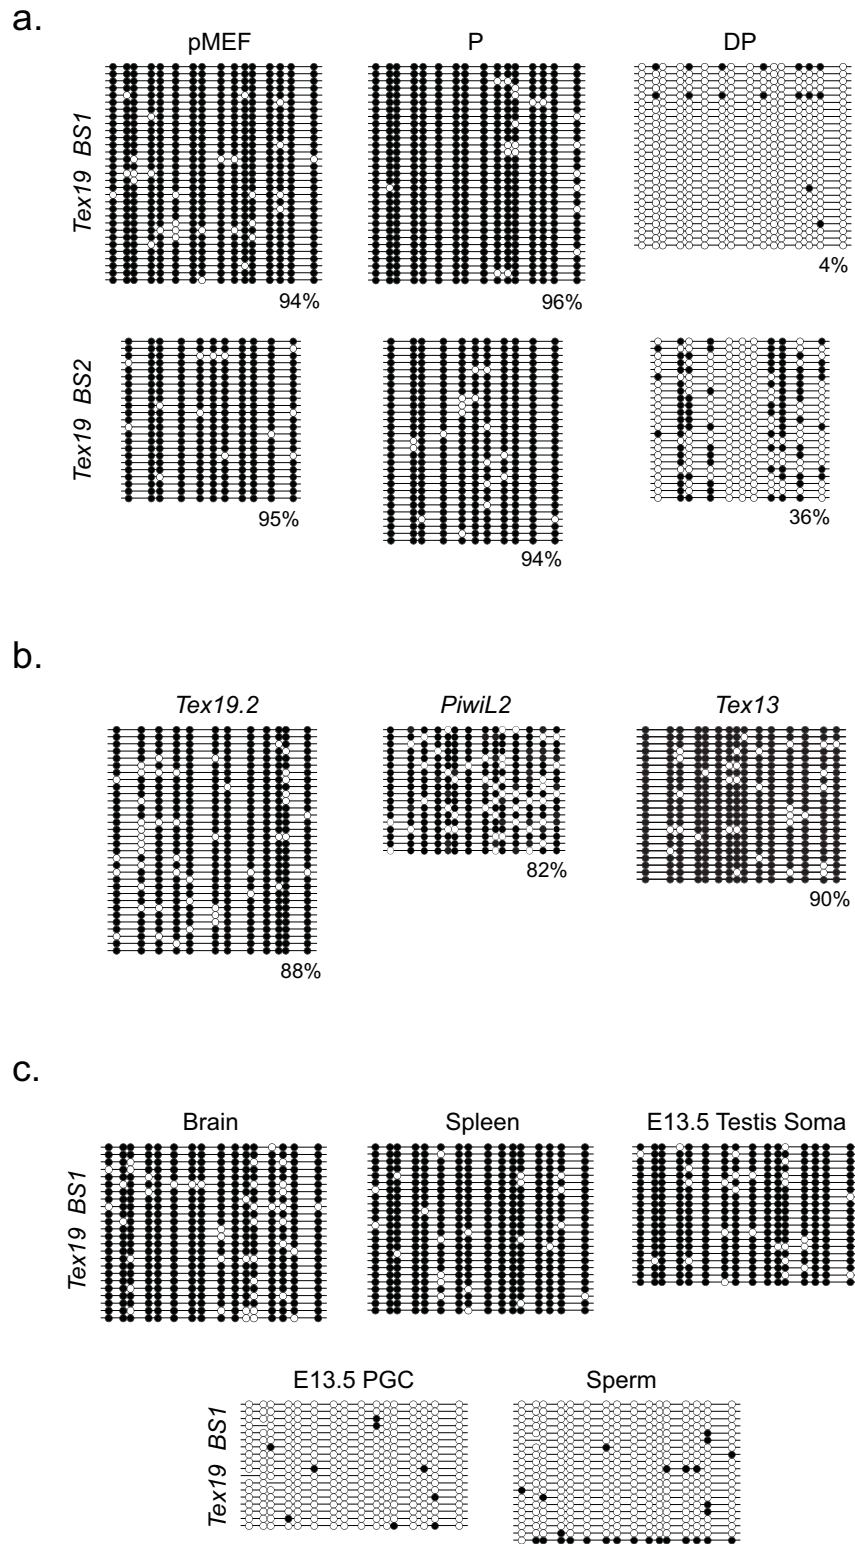 a.
pMEF P DP
Tex19 BS1
94% 96% 4%
Tex19 BS2
95% 94% 36%
b.
Tex19.2 PiwiL2 Tex13
88% 82% 90%
c.
Brain Spleen E13.5 Testis Soma
Tex19 BS1
E13.5 PGC Sperm
Tex19 BS1